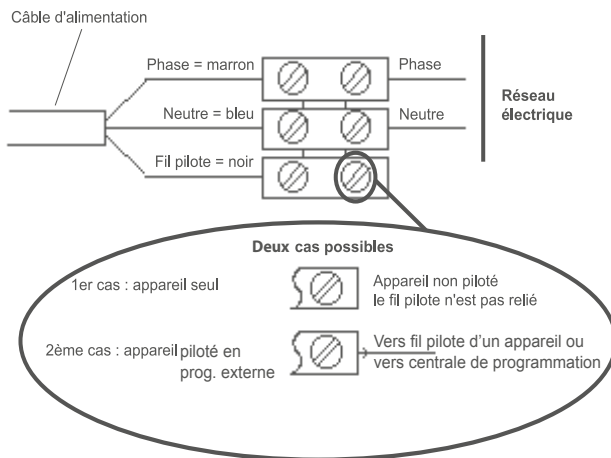 Câble d'alimentation
Phase = marron
Phase
Neutre = bleu
Neutre
Réseau
électrique
Fil pilote = noir
Deux cas possibles
1er cas : appareil seul
Appareil non piloté
le fil pilote n'est pas relié
2ème cas : appareil piloté en
prog. externe
Vers fil pilote d'un appareil ou
vers centrale de programmation